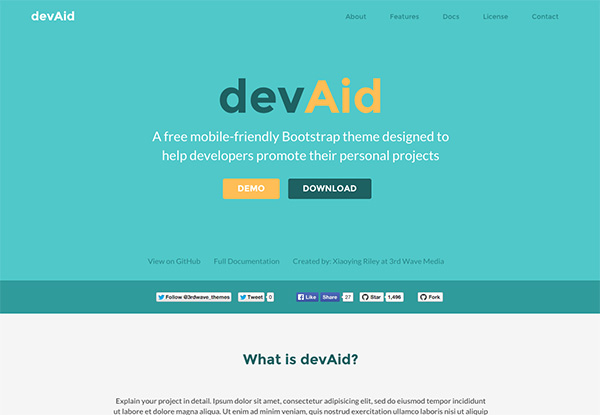 devAid
About Features Docs License Contact
devAid
A free mobile-friendly Bootstrap theme designed to
help developers promote their personal projects
DEMO DOWNLOAD
View on GitHub Full Documentation Created by: Xiaoying Riley at 3rd Wave Media
Follow @3rdwave_themes Tweet 0 Like Share 27 Star 1,496 Fork
What is devAid?
Explain your project in detail. Ipsum dolor sit amet, consectetur adipisicing elit, sed do eiusmod tempor incididunt
ut labore et dolore magna aliqua. Ut enim ad minim veniam, quis nostrud exercitation ullamco laboris nisi ut aliquip